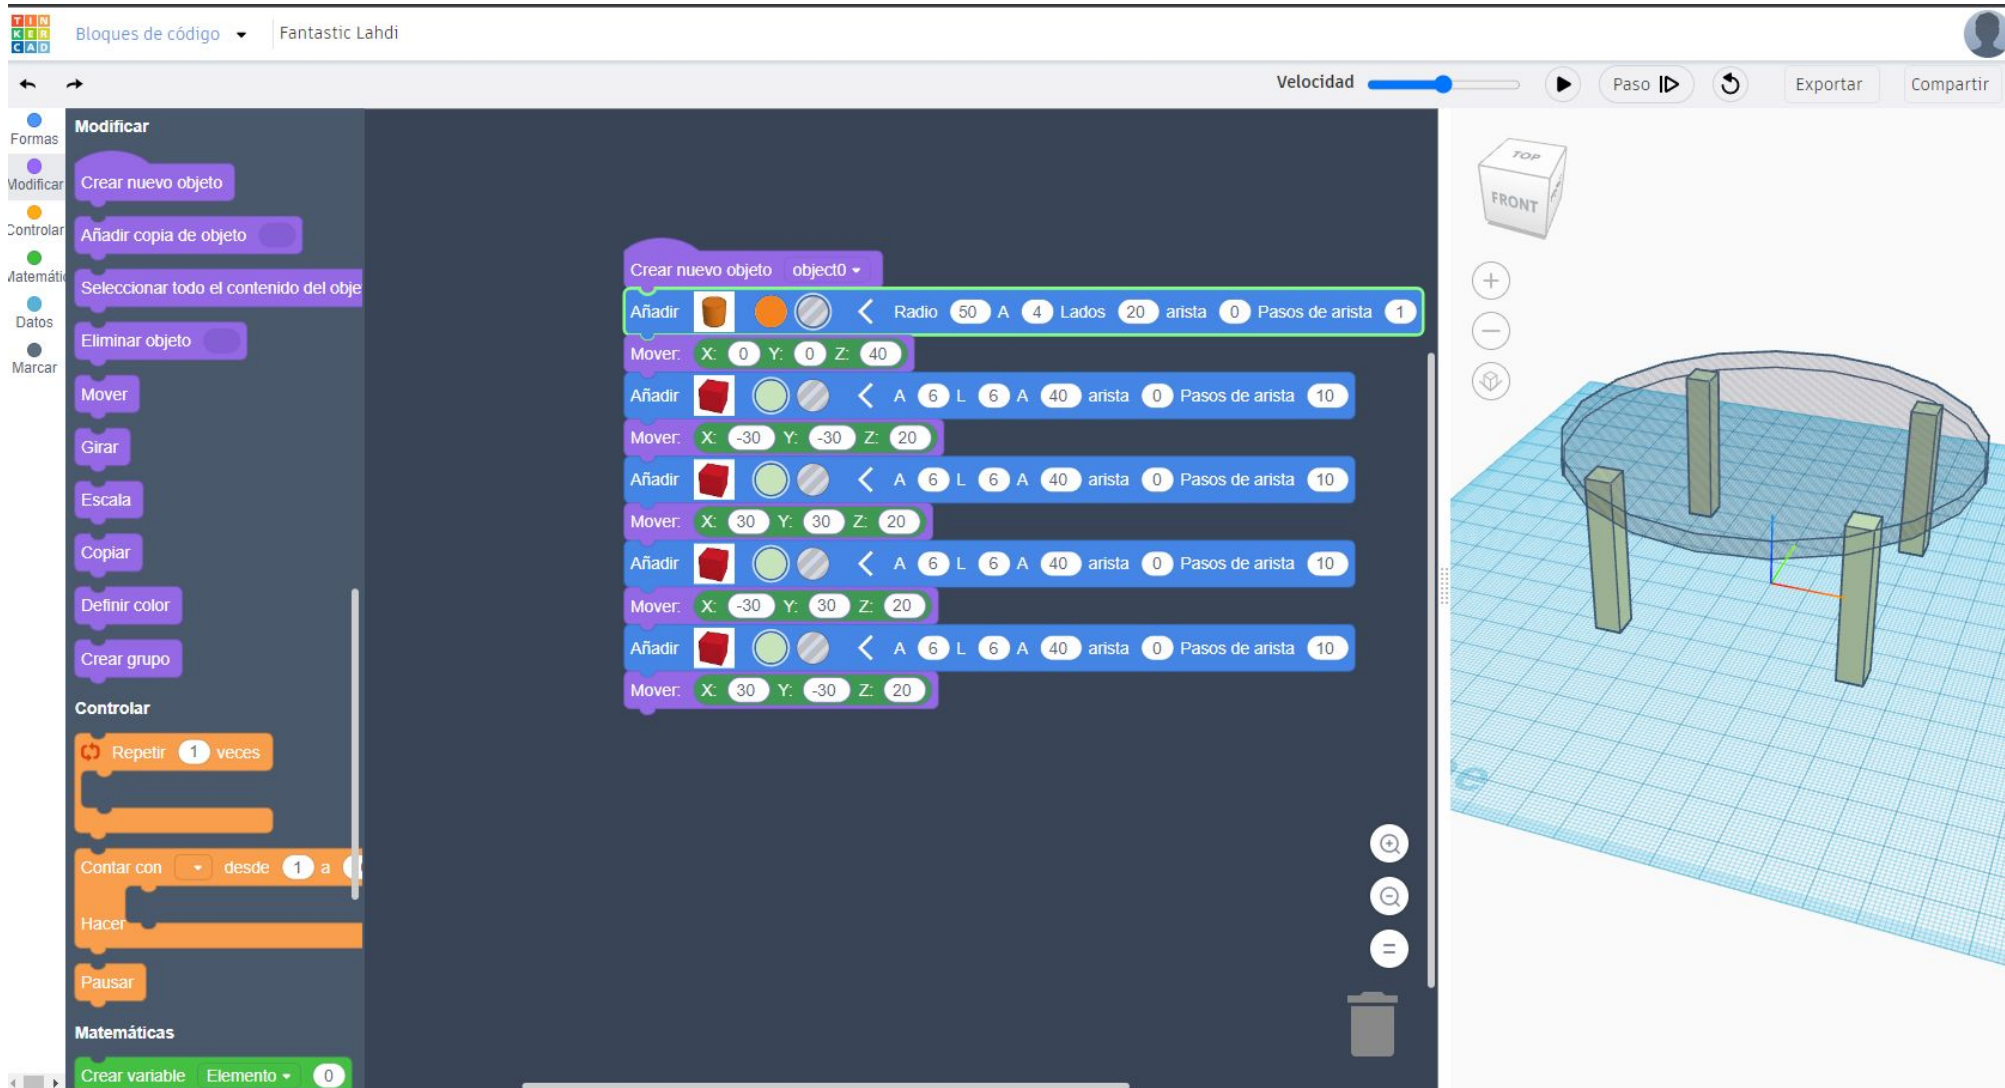 TINKERCAD
Bloques de código
Fantastic Lahdi
Velocidad
Paso
Exportar
Compartir
Formas
Modificar
Controlar
Matemátic
Datos
Marcar
Modificar
Crear nuevo objeto
Añadir copia de objeto
Seleccionar todo el contenido del obje
Eliminar objeto
Mover
Girar
Escala
Copiar
Definir color
Crear grupo
Controlar
Repetir 1 veces
Contar con desde 1 a
Hacer
Pausar
Matemáticas
Crear variable Elemento 0
Crear nuevo objeto object0
Añadir Radio 50 A 4 Lados 20 arista 0 Pasos de arista 1
Mover: X: 0 Y: 0 Z: 40
Añadir A 6 L 6 A 40 arista 0 Pasos de arista 10
Mover: X: -30 Y: -30 Z: 20
Añadir A 6 L 6 A 40 arista 0 Pasos de arista 10
Mover: X: 30 Y: 30 Z: 20
Añadir A 6 L 6 A 40 arista 0 Pasos de arista 10
Mover: X: -30 Y: 30 Z: 20
Añadir A 6 L 6 A 40 arista 0 Pasos de arista 10
Mover: X: 30 Y: -30 Z: 20
TOP
FRONT